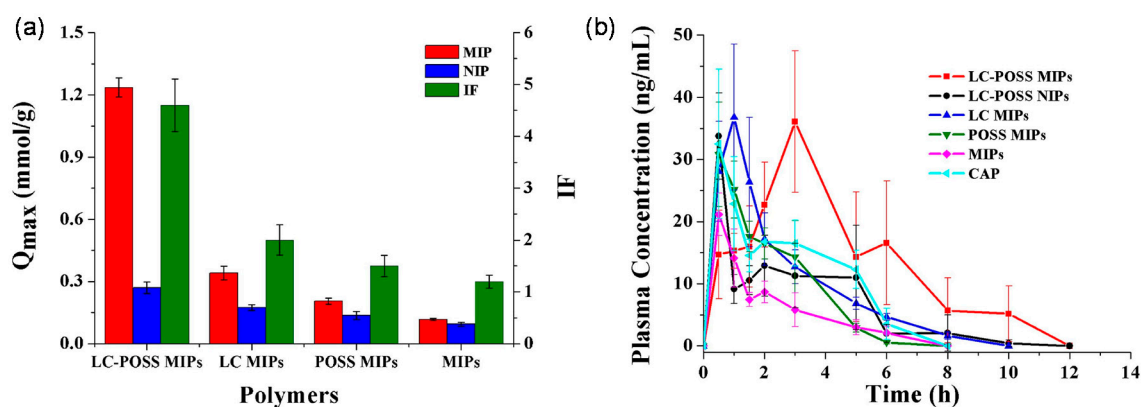 (a)
1.5
1.2
0.9
0.6
0.3
0.0
Qmax (mmol/g)
MIP
NIP
IF
6
5
4
3
2
1
0
IF
LC-POSS MIPs LC MIPs POSS MIPs MIPs
Polymers
(b)
50
40
30
20
10
0
Plasma Concentration (ng/mL)
LC-POSS MIPs
LC-POSS NIPs
LC MIPs
POSS MIPs
MIPs
CAP
0 2 4 6 8 10 12 14
Time (h)